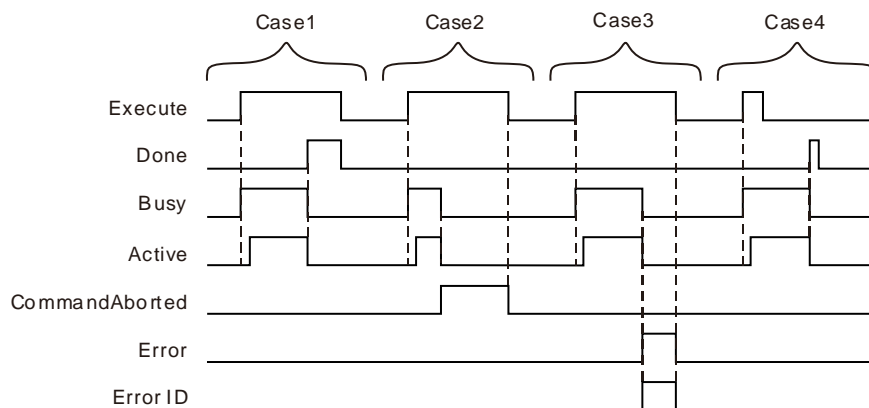 Case1 Case2 Case3 Case4
Execute
Done
Busy
Active
CommandAborted
Error
Error ID